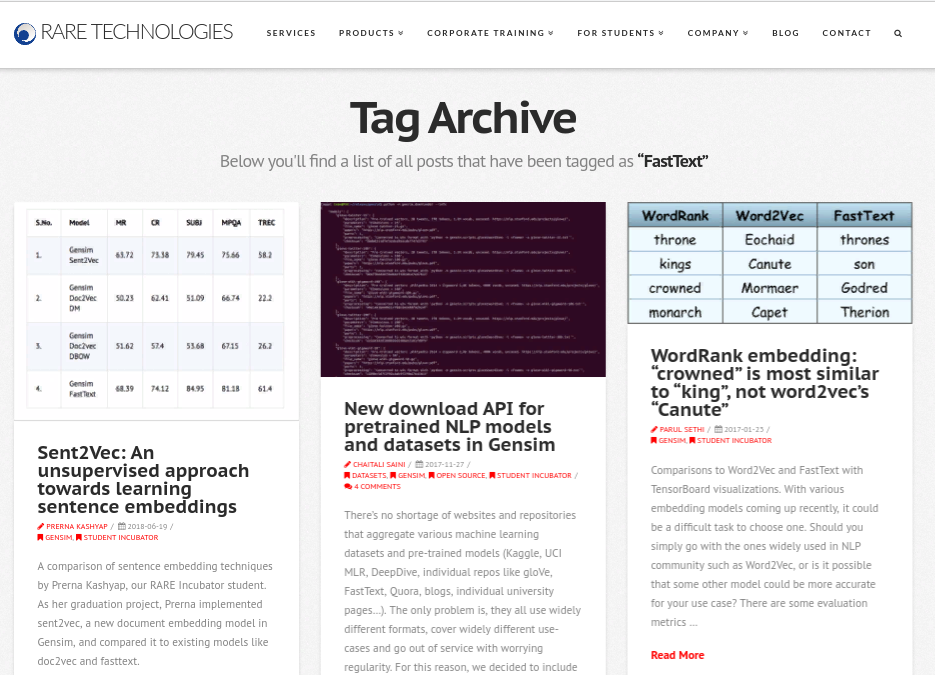 RARE TECHNOLOGIES
SERVICES PRODUCTS CORPORATE TRAINING FOR STUDENTS COMPANY BLOG CONTACT
Tag Archive
Below you'll find a list of all posts that have been tagged as “FastText”
S.No. Model MR CR SUBJ MPQA TREC
1. Gensim Sent2Vec 63.72 73.38 79.45 75.66 58.2
2. Gensim Doc2Vec DM 50.23 62.41 51.09 66.74 22.2
3. Gensim Doc2vec DBOW 51.62 57.4 53.68 67.15 26.2
4. Gensim FastText 68.39 74.12 84.95 81.18 61.4
Sent2Vec: An
unsupervised approach
towards learning
sentence embeddings
PRERNA KASHYAP / 2018-06-19 /
GENSIM, STUDENT INCUBATOR
A comparison of sentence embedding techniques
by Prerna Kashyap, our RARE Incubator student.
As her graduation project, Prerna implemented
sent2vec, a new document embedding model in
Gensim, and compared it to existing models like
doc2vec and fasttext.
New download API for
pretrained NLP models
and datasets in Gensim
CHAITALI SAINI / 2017-11-27 /
DATASETS, GENSIM, OPEN SOURCE, STUDENT INCUBATOR /
4 COMMENTS
There's no shortage of websites and repositories
that aggregate various machine learning
datasets and pre-trained models (Kaggle, UCI
MLR, DeepDive, individual repos like gloVe,
FastText, Quora, blogs, individual university
pages...). The only problem is, they all use widely
different formats, cover widely different use-
cases and go out of service with worrying
regularity. For this reason, we decided to include
WordRank Word2Vec FastText
throne Eochaid thrones
kings Canute son
crowned Mormaer Godred
monarch Capet Therion
WordRank embedding:
“crowned” is most similar
to “king”, not word2vec’s
“Canute”
PARUL SETHI / 2017-01-23 /
GENSIM, STUDENT INCUBATOR
Comparisons to Word2Vec and FastText with
TensorBoard visualizations. With various
embedding models coming up recently, it could
be a difficult task to choose one. Should you
simply go with the ones widely used in NLP
community such as Word2Vec, or is it possible
that some other model could be more accurate
for your use case? There are some evaluation
metrics ...
Read More